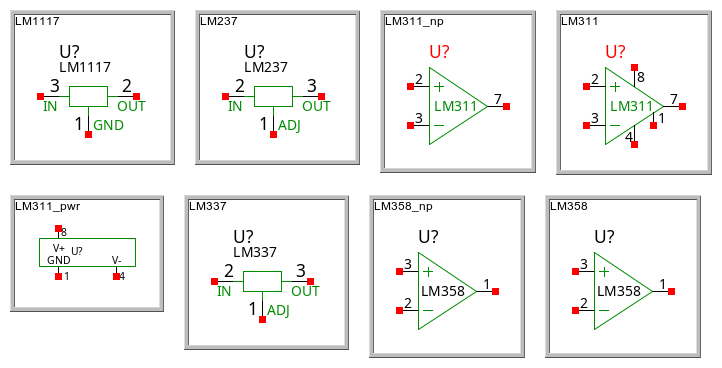 LM1117
U?
LM1117
3 2
IN OUT
1 GND
LM237
U?
LM237
2 3
IN OUT
1 ADJ
LM311_np
U?
2 +
LM311 7
3 −
LM311
U?
8
2 +
LM311 7
3 −
1
4
LM311_pwr
8
V+ U?
GND V-
1 4
LM337
U?
LM337
2 3
IN OUT
1 ADJ
LM358_np
U?
3 +
LM358 1
2 −
LM358
U?
3 +
LM358 1
2 −